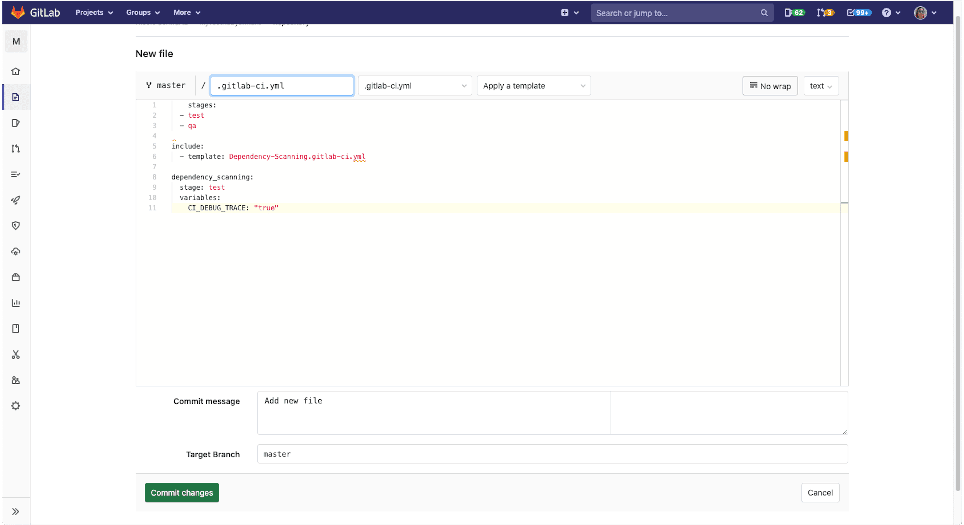 GitLab Projects Groups More Search or jump to... 62 3 99+
M
New file
master / .gitlab-ci.yml .gitlab-ci.yml Apply a template No wrap text
1 stages:
2 - test
3 - qa
4
5 include:
6 - template: Dependency-Scanning.gitlab-ci.yml
7
8 dependency_scanning:
9 stage: test
10 variables:
11 CI_DEBUG_TRACE: "true"
Commit message Add new file
Target Branch master
Commit changes Cancel